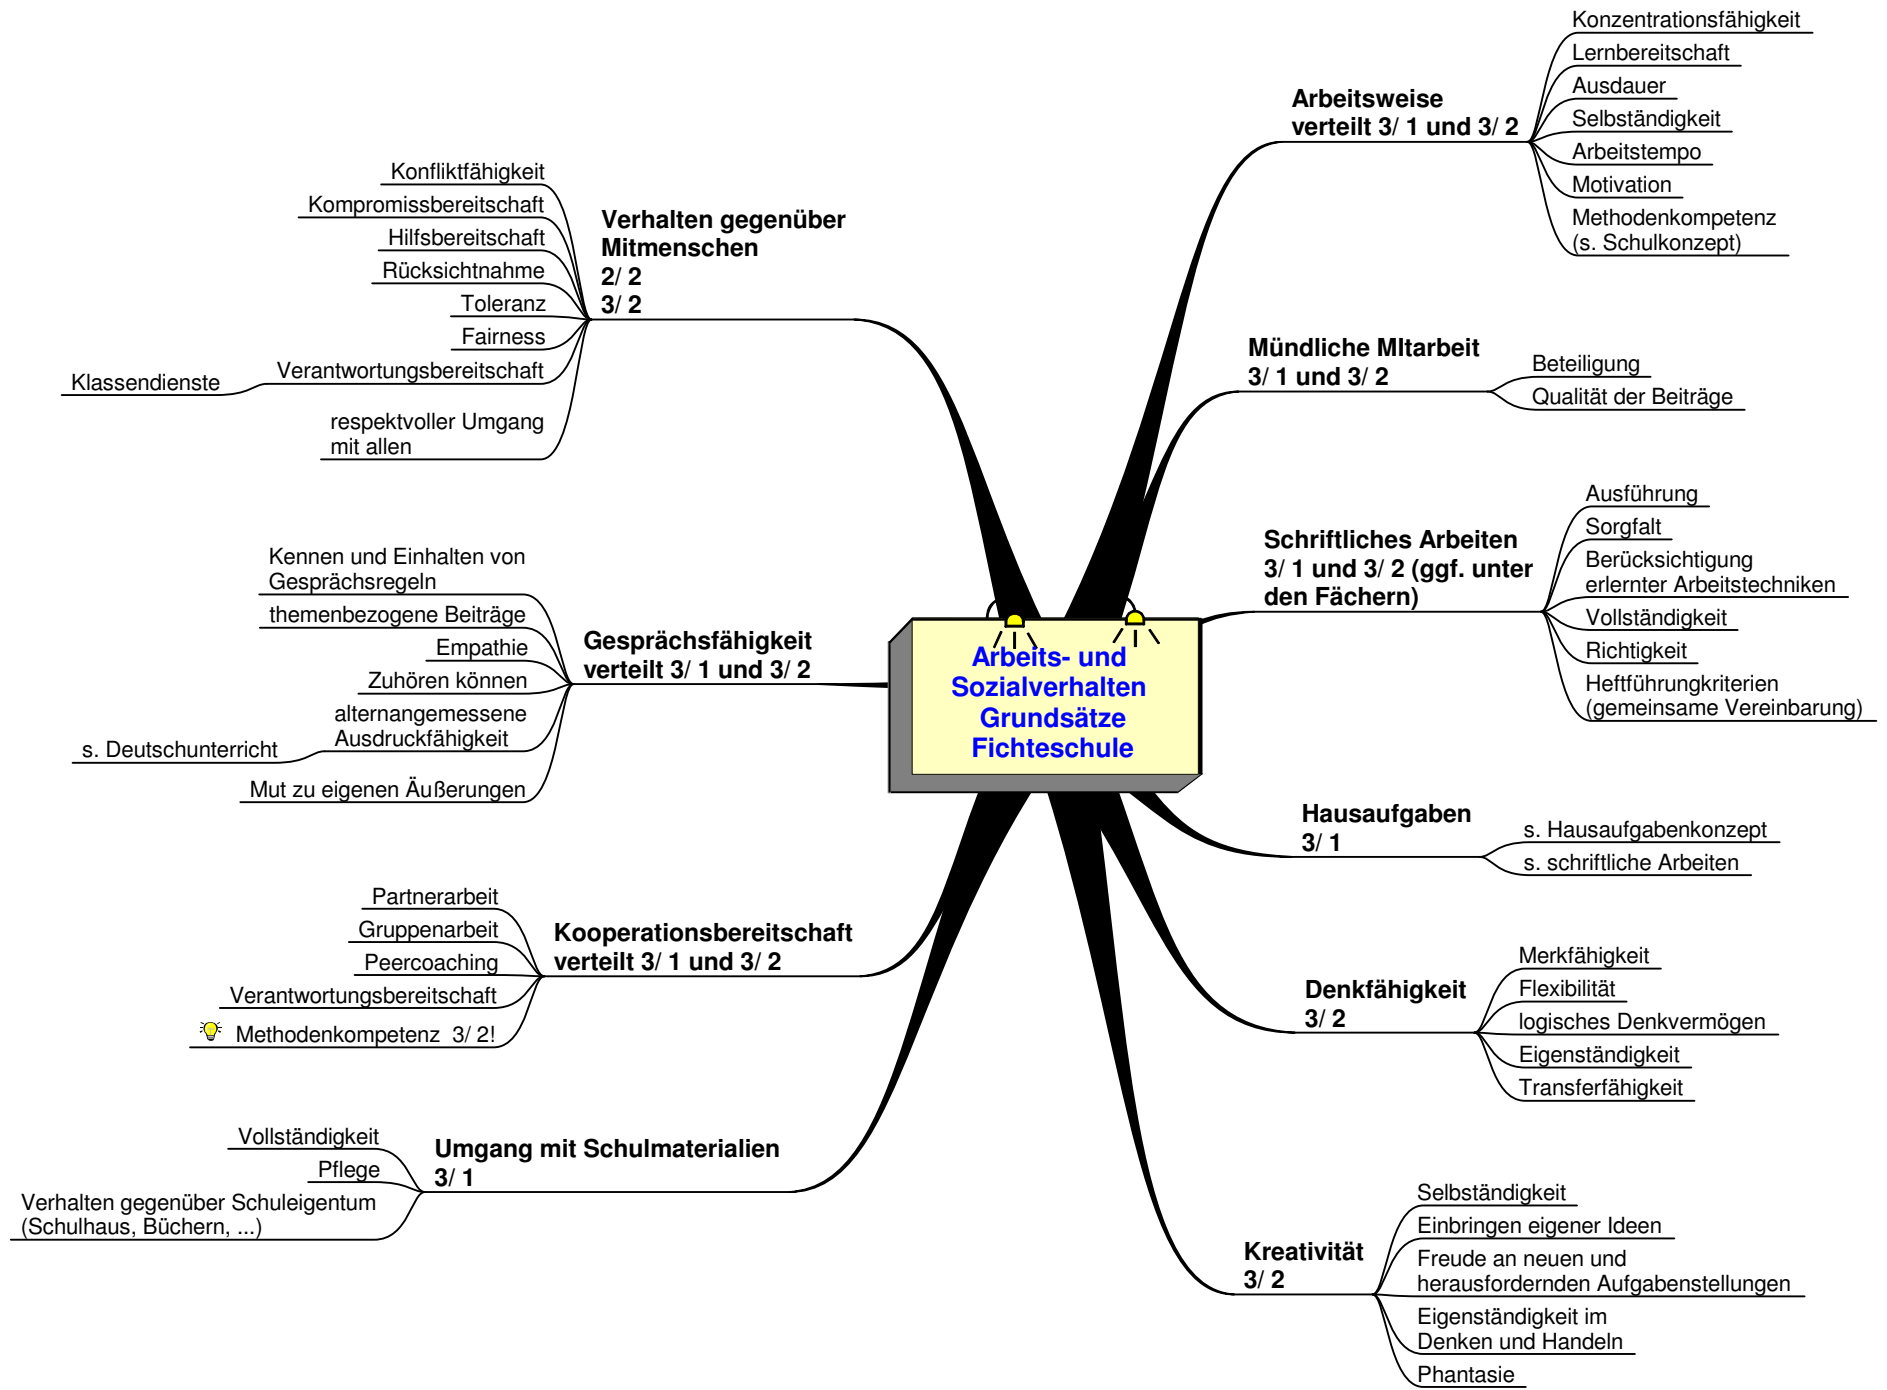 Arbeits- und
Sozialverhalten
Grundsätze
Fichteschule
Arbeitsweise
verteilt 3/ 1 und 3/ 2
Konzentrationsfähigkeit
Lernbereitschaft
Ausdauer
Selbständigkeit
Arbeitstempo
Motivation
Methodenkompetenz
(s. Schulkonzept)
Mündliche MItarbeit
3/ 1 und 3/ 2
Beteiligung
Qualität der Beiträge
Schriftliches Arbeiten
3/ 1 und 3/ 2 (ggf. unter
den Fächern)
Ausführung
Sorgfalt
Berücksichtigung
erlernter Arbeitstechniken
Vollständigkeit
Richtigkeit
Heftführungkriterien
(gemeinsame Vereinbarung)
Hausaufgaben
3/ 1
s. Hausaufgabenkonzept
s. schriftliche Arbeiten
Denkfähigkeit
3/ 2
Merkfähigkeit
Flexibilität
logisches Denkvermögen
Eigenständigkeit
Transferfähigkeit
Kreativität
3/ 2
Selbständigkeit
Einbringen eigener Ideen
Freude an neuen und
herausfordernden Aufgabenstellungen
Eigenständigkeit im
Denken und Handeln
Phantasie
Verhalten gegenüber
Mitmenschen
2/ 2
3/ 2
Konfliktfähigkeit
Kompromissbereitschaft
Hilfsbereitschaft
Rücksichtnahme
Toleranz
Fairness
Verantwortungsbereitschaft
Klassendienste
respektvoller Umgang
mit allen
Gesprächsfähigkeit
verteilt 3/ 1 und 3/ 2
Kennen und Einhalten von
Gesprächsregeln
themenbezogene Beiträge
Empathie
Zuhören können
alternangemessene
Ausdruckfähigkeit
s. Deutschunterricht
Mut zu eigenen Äußerungen
Kooperationsbereitschaft
verteilt 3/ 1 und 3/ 2
Partnerarbeit
Gruppenarbeit
Peercoaching
Verantwortungsbereitschaft
Methodenkompetenz 3/ 2!
Umgang mit Schulmaterialien
3/ 1
Vollständigkeit
Pflege
Verhalten gegenüber Schuleigentum
(Schulhaus, Büchern, ...)